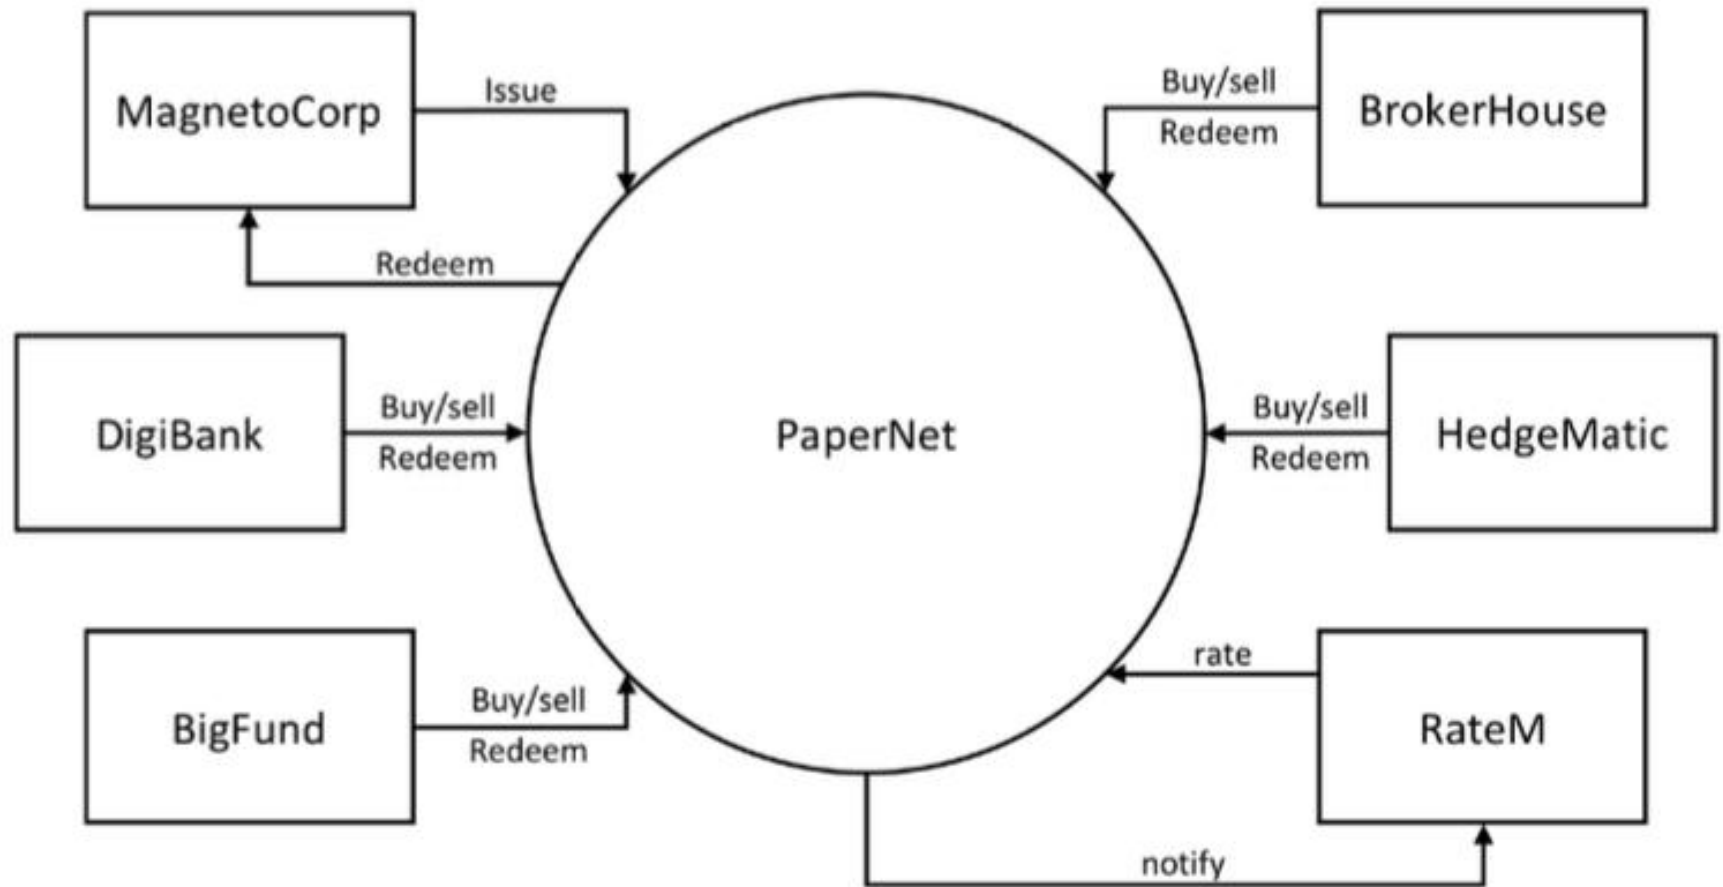 MagnetoCorp
Issue
Buy/sell
Redeem
BrokerHouse
Redeem
DigiBank
Buy/sell
Redeem
PaperNet
Buy/sell
Redeem
HedgeMatic
BigFund
Buy/sell
Redeem
rate
RateM
notify